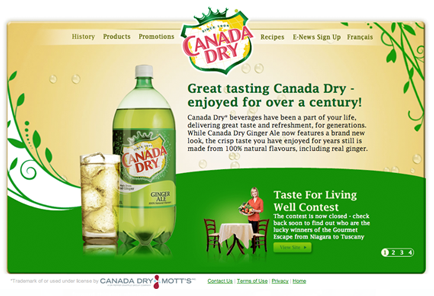 SINCE 1904
CANADA DRY
History Products Promotions Recipes E-News Sign Up Français
Great tasting Canada Dry -
enjoyed for over a century!
Canada Dry® beverages have been a part of your life,
delivering great taste and refreshment, for generations.
While Canada Dry Ginger Ale now features a brand new
look, the crisp taste you have enjoyed for years still is
made from 100% natural flavours, including real ginger.
CANADA
DRY
GINGER
ALE
Taste For Living
Well Contest
The contest is now closed - check
back soon to find out who are the
lucky winners of the Gourmet
Escape from Niagara to Tuscany
1 2 3 4
™Trademark of or used under licence by CANADA DRY MOTT'S™ Contact Us | Terms of Use | Privacy | Home